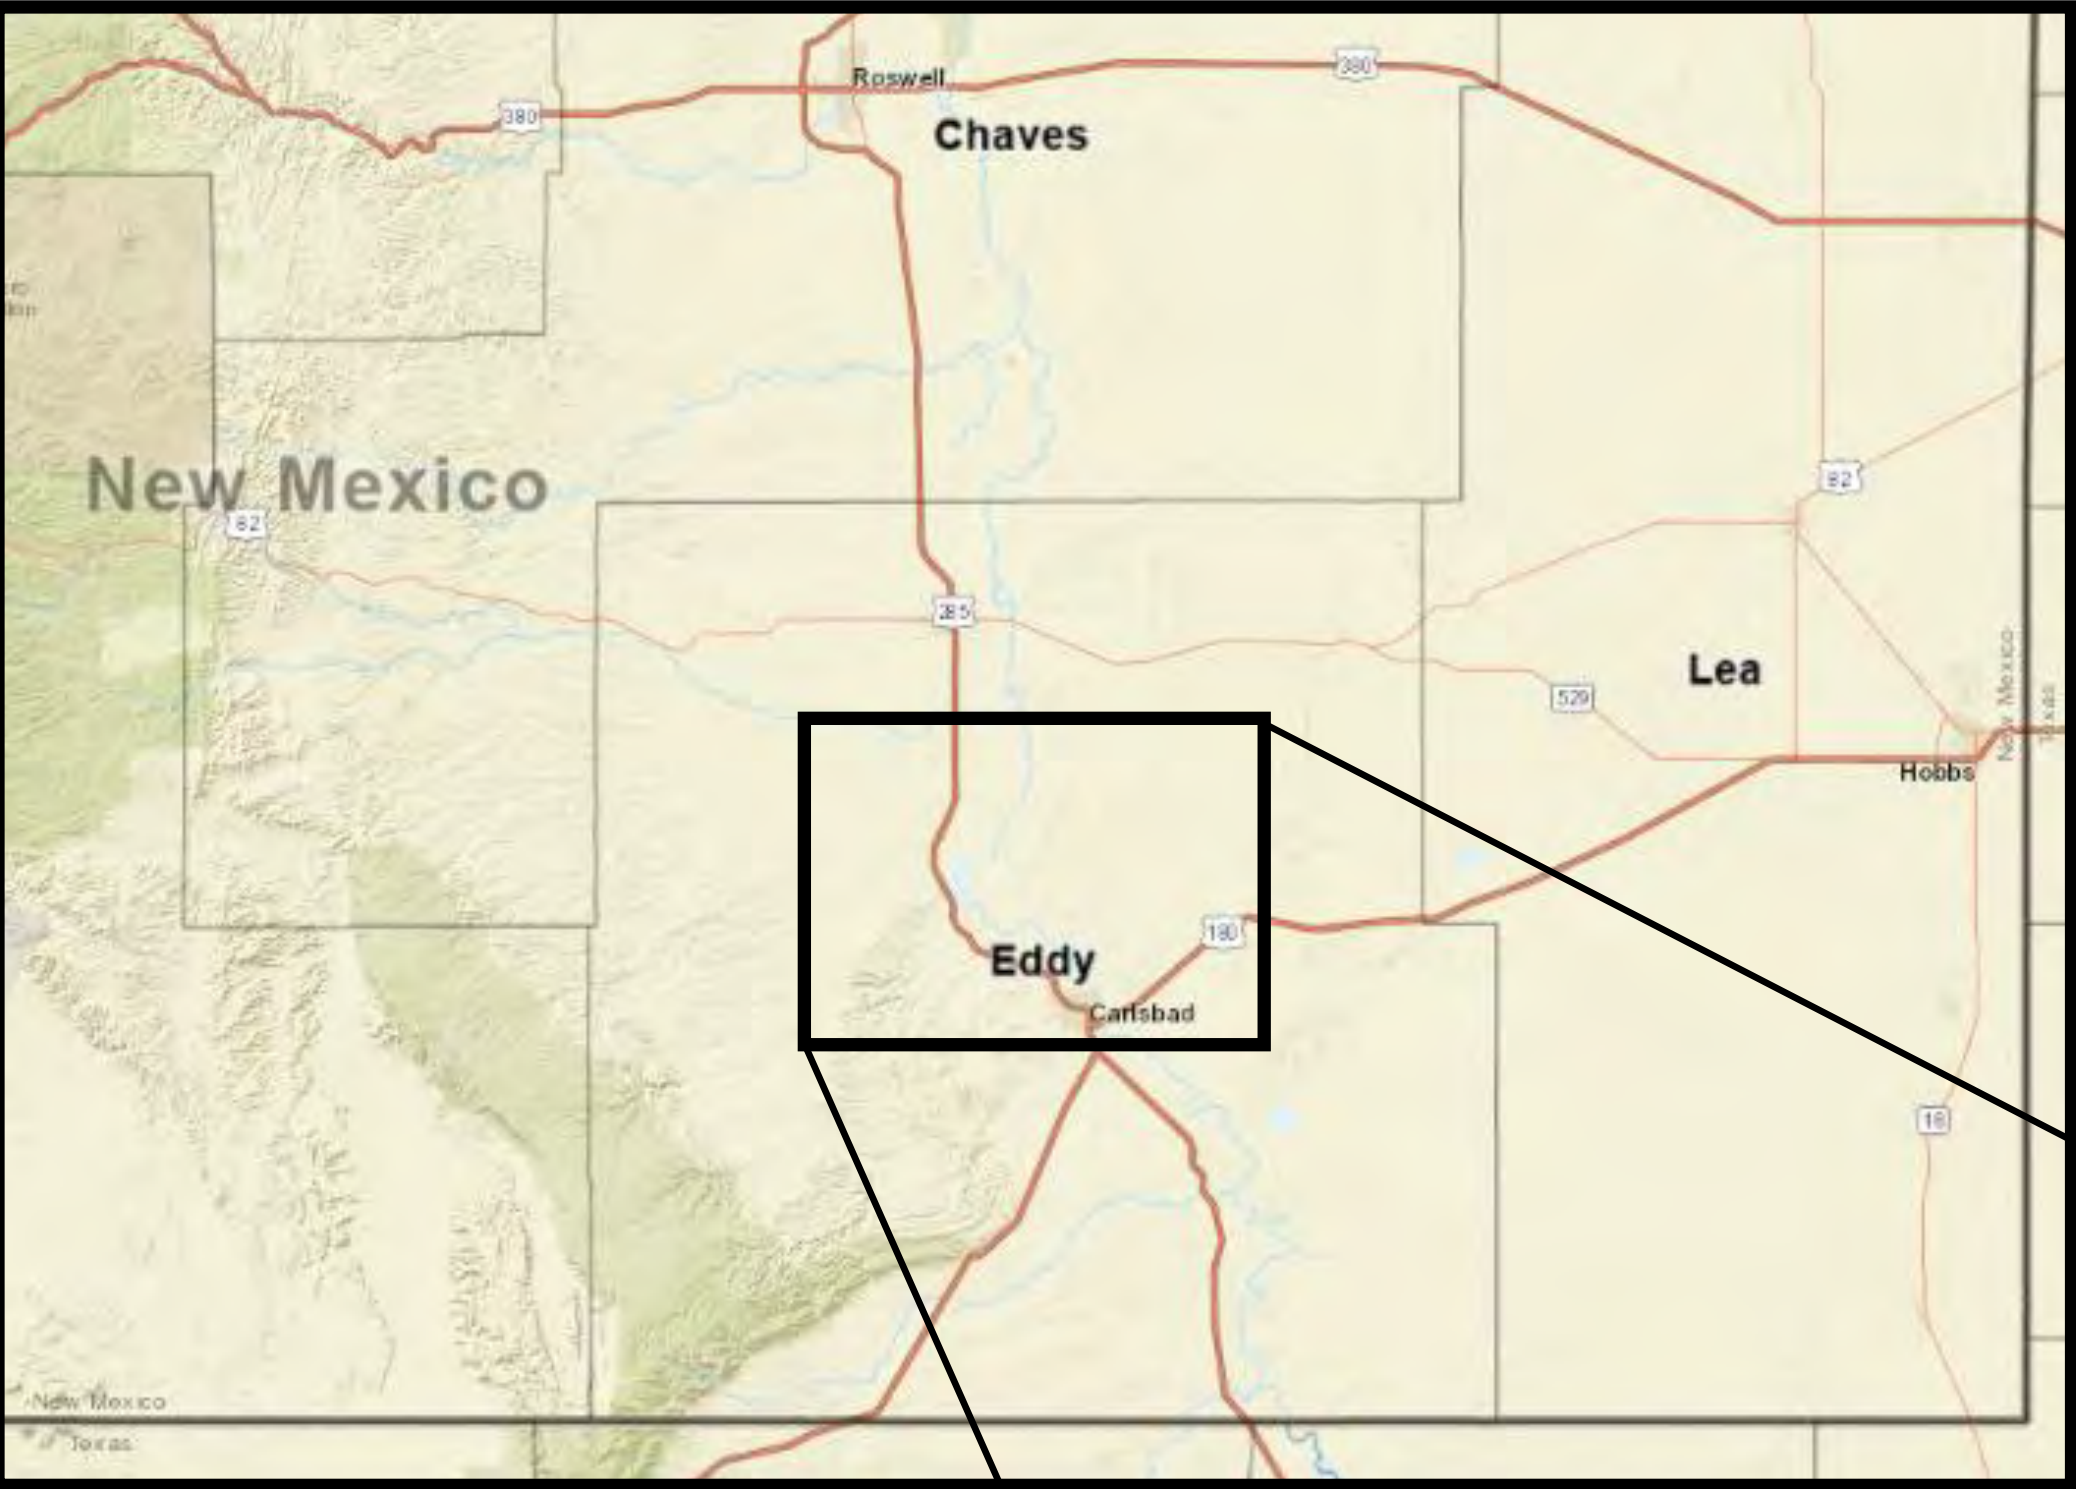 Roswell
380
380
Chaves
New Mexico
82
82
285
Lea
529
New Mexico
Texas
Hobbs
180
Eddy
Carlsbad
18
New Mexico
Texas